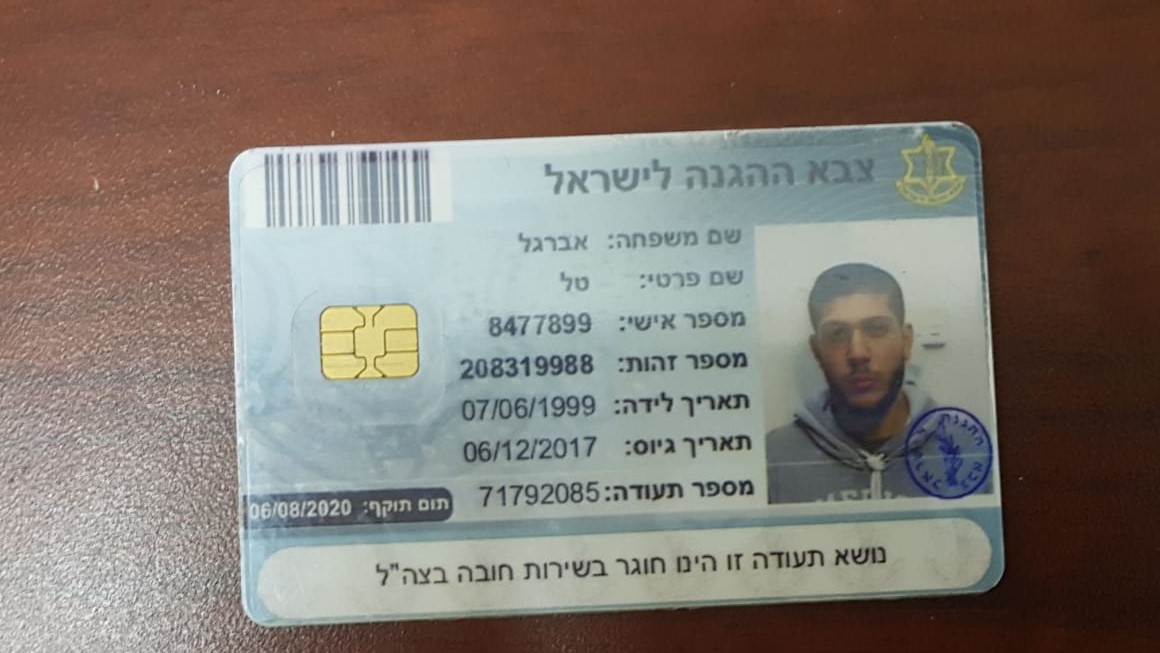 צבא ההגנה לישראל
שם משפחה: אברגל
שם פרטי: טל
מספר אישי: 8477899
מספר זהות: 208319988
תאריך לידה: 07/06/1999
תאריך גיוס: 06/12/2017
מספר תעודה: 71792085
תום תוקף: 06/08/2020
נושא תעודה זו הינו חוגר בשירות חובה בצה"ל